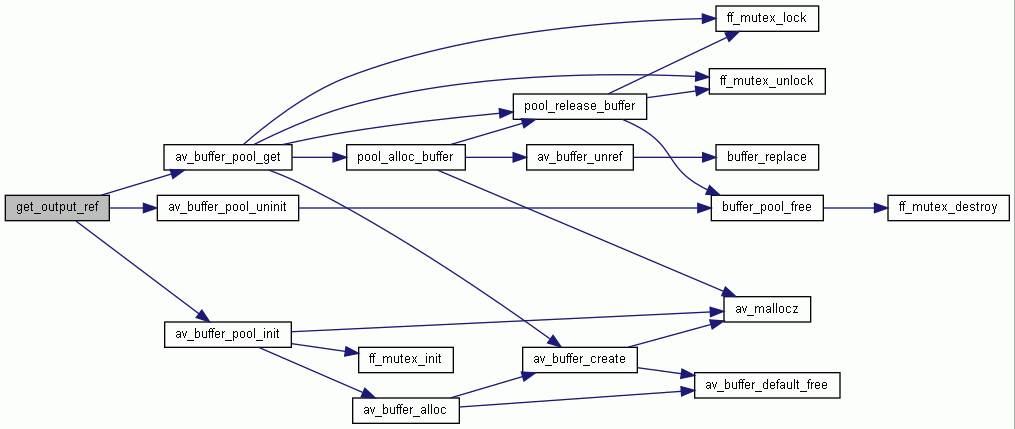 ff_mutex_lock
ff_mutex_unlock
pool_release_buffer
av_buffer_pool_get
pool_alloc_buffer
av_buffer_unref
buffer_replace
get_output_ref
av_buffer_pool_uninit
buffer_pool_free
ff_mutex_destroy
av_mallocz
av_buffer_pool_init
ff_mutex_init
av_buffer_create
av_buffer_default_free
av_buffer_alloc